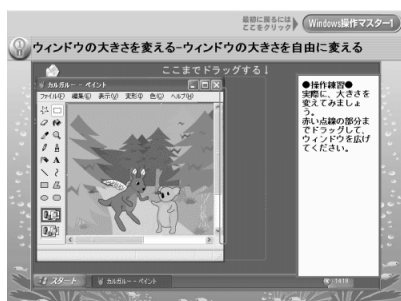 最初に戻るには
ここをクリック
Windows操作マスター1
ウィンドウの大きさを変える-ウィンドウの大きさを自由に変える
ここまでドラッグする！
カルガルー - ペイント
ファイル(F) 編集(E) 表示(V) 変形(I) 色(C) ヘルプ(H)
●操作練習●
実際に、大きさを
変えてみましょ
う。
赤い点線の部分ま
でドラッグして、
ウィンドウを広げ
てください。
スタート
カルガルー - ペイント
14:19